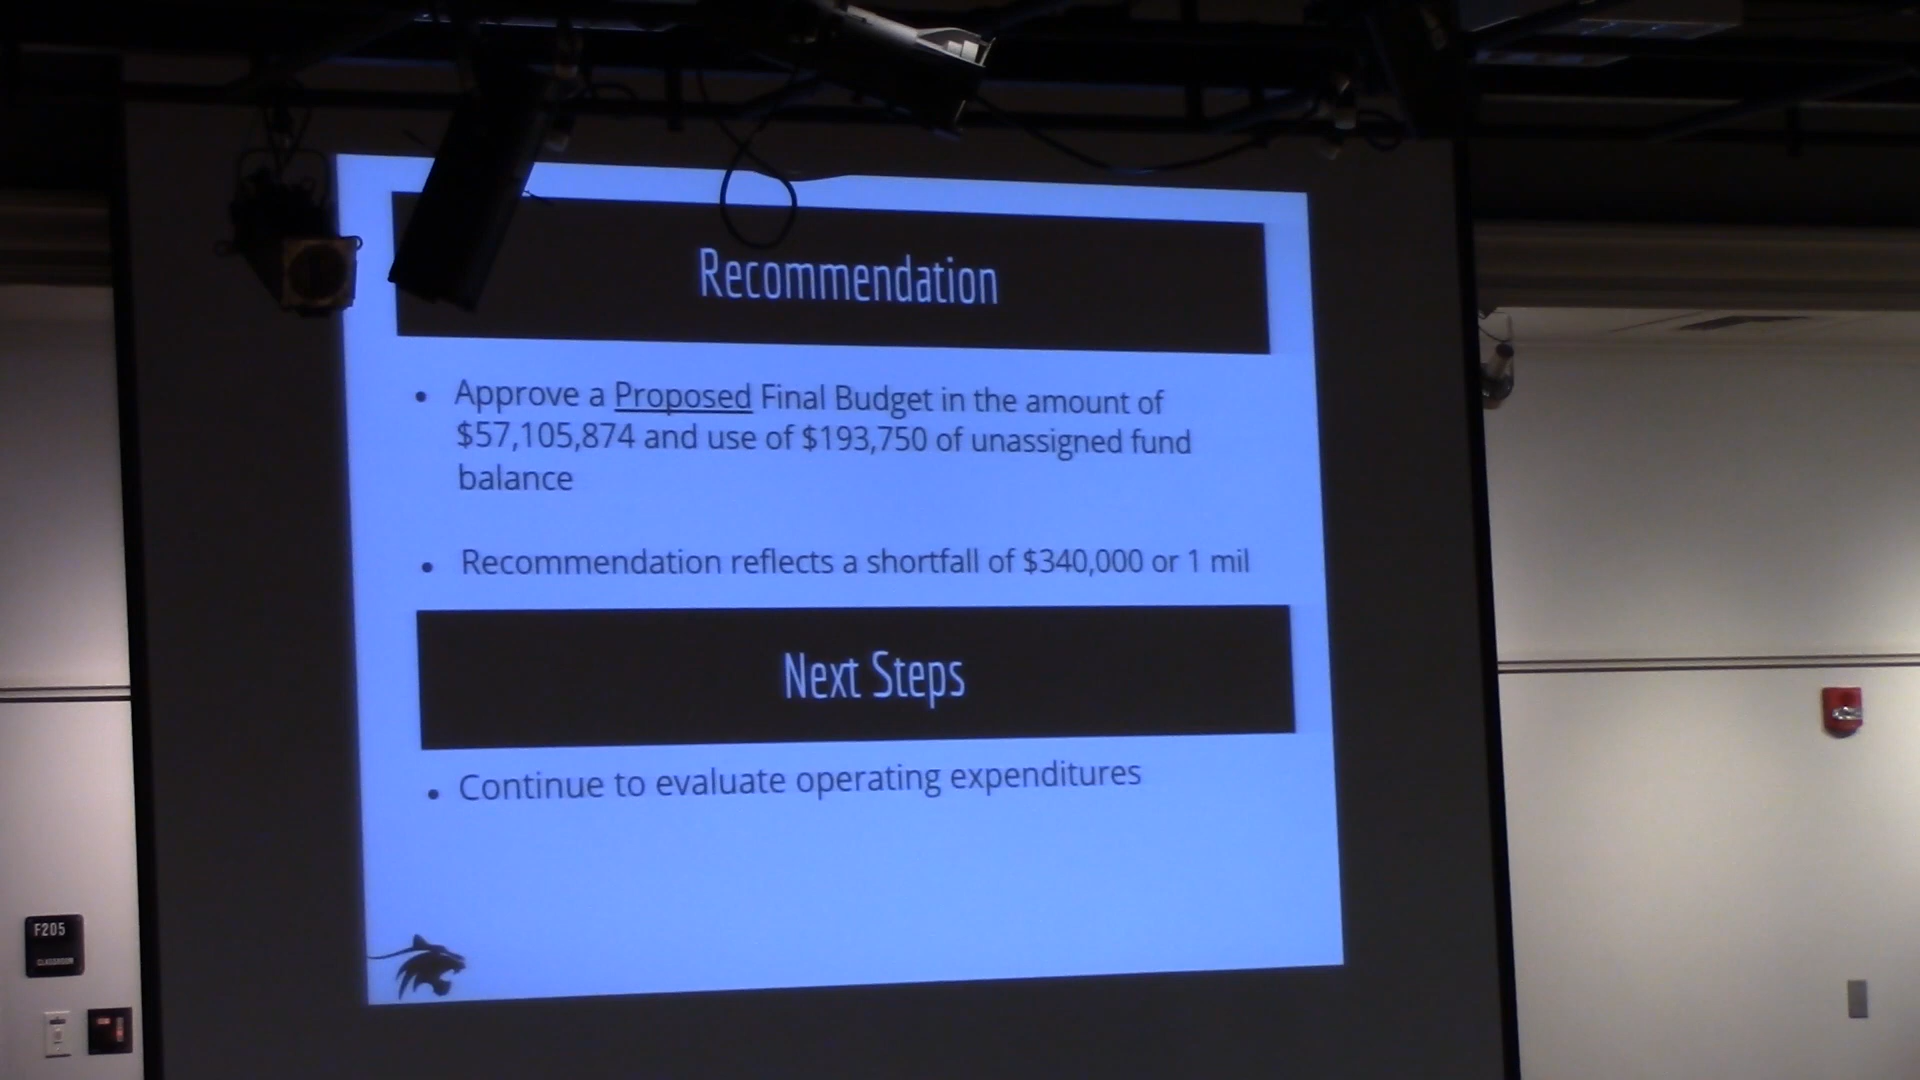 Recommendation
• Approve a Proposed Final Budget in the amount of
$57,105,874 and use of $193,750 of unassigned fund
balance
• Recommendation reflects a shortfall of $340,000 or 1 mil
Next Steps
• Continue to evaluate operating expenditures
F205
CLASSROOM